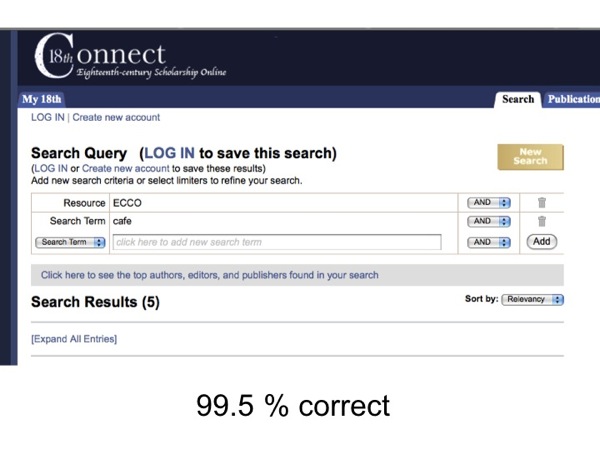 18th Connect
Eighteenth-century Scholarship Online
My 18th
Search Publication
LOG IN | Create new account
Search Query (LOG IN to save this search)
New Search
(LOG IN or Create new account to save these results)
Add new search criteria or select limiters to refine your search.
Resource ECCO AND
Search Term cafe AND
Search Term click here to add new search term AND Add
Click here to see the top authors, editors, and publishers found in your search
Search Results (5)
Sort by: Relevancy
[Expand All Entries]
99.5 % correct